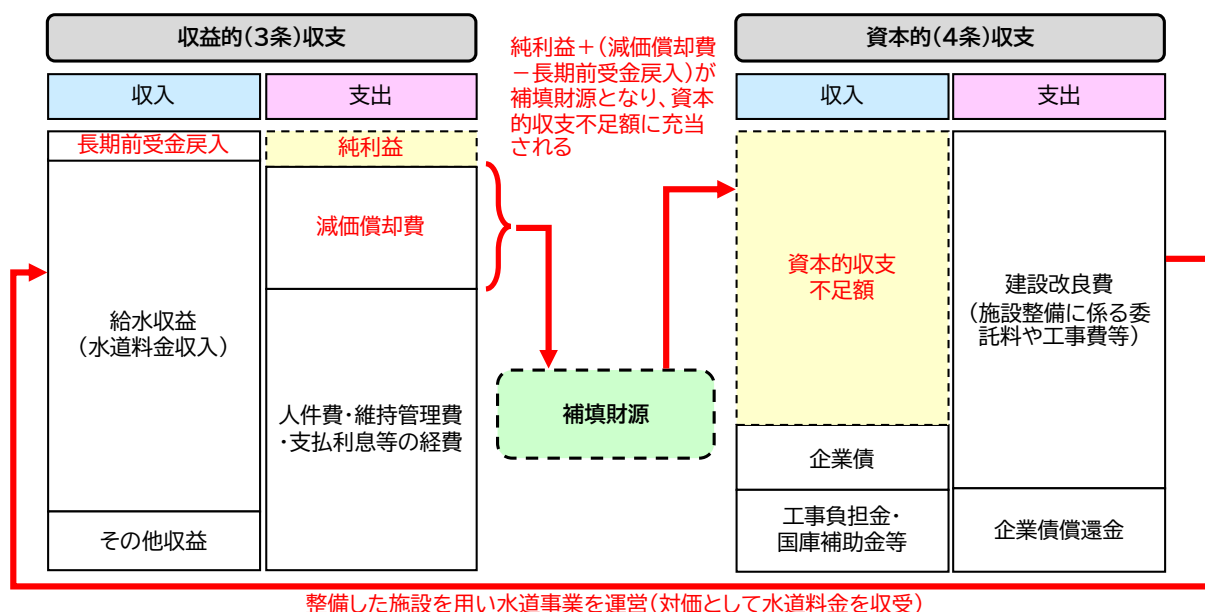 収益的(3条)収支
収入
支出
長期前受金戻入
給水収益
(水道料金収入)
その他収益
純利益
減価償却費
人件費・維持管理費
・支払利息等の経費
純利益+(減価償却費
-長期前受金戻入)が
補填財源となり、資本
的収支不足額に充当
される
補填財源
資本的(4条)収支
収入
支出
資本的収支
不足額
企業債
工事負担金・
国庫補助金等
建設改良費
(施設整備に係る委
託料や工事費等)
企業債償還金
整備した施設を用い水道事業を運営(対価として水道料金を収受)